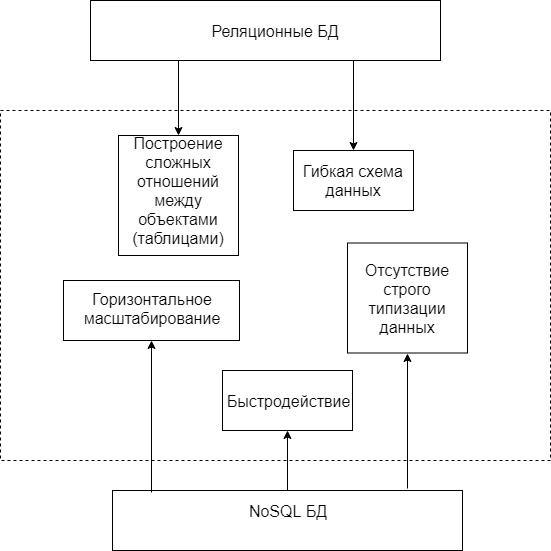 Реляционные БД
Построение
сложных
отношений
между
объектами
(таблицами)
Гибкая схема
данных
Отсутствие
строго
типизации
данных
Горизонтальное
масштабирование
Быстродействие
NoSQL БД